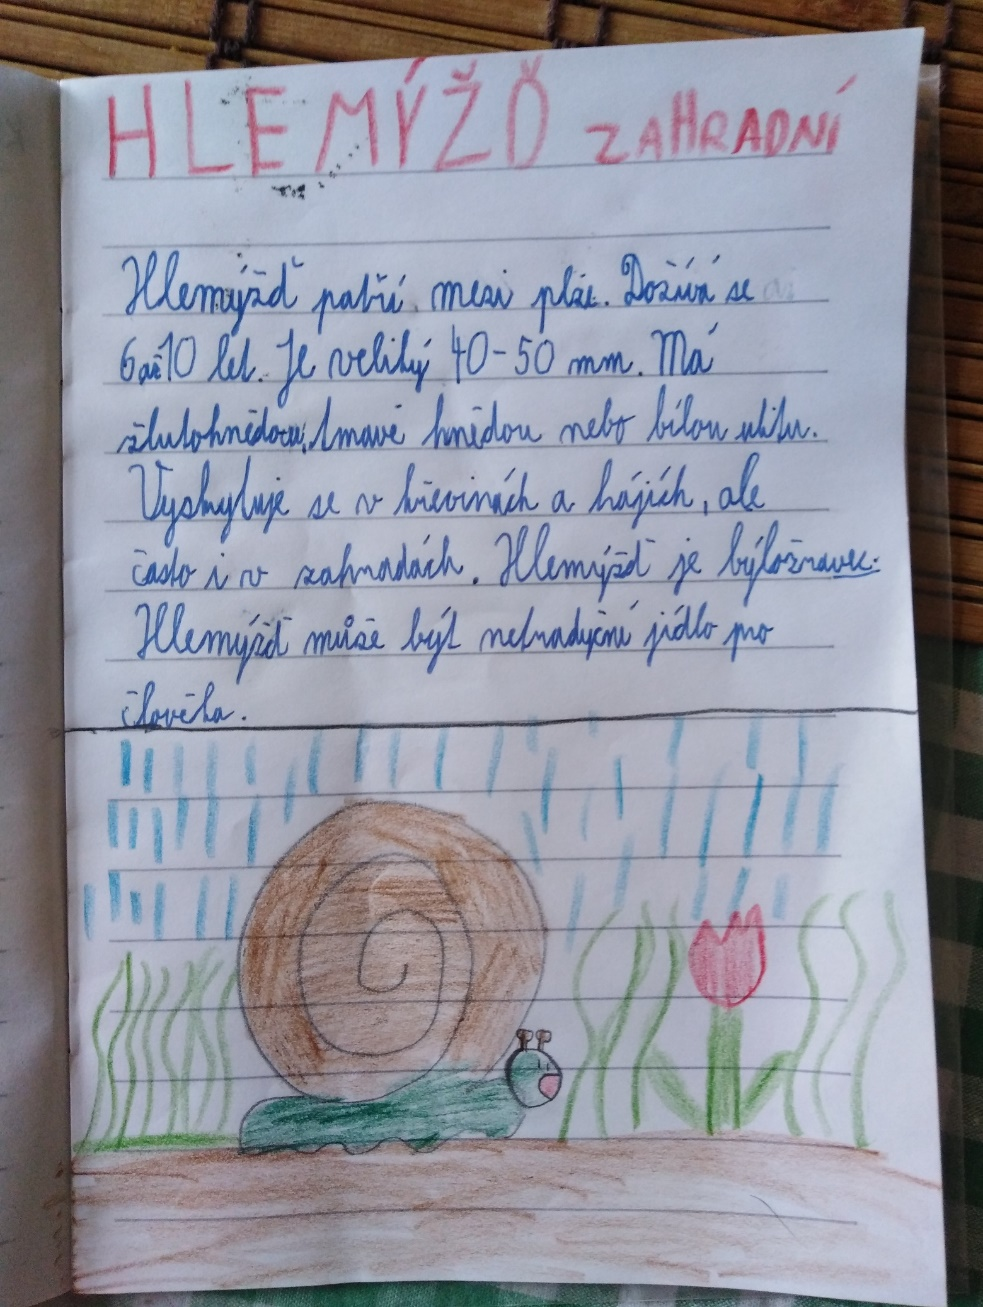 HLEMÝŽĎ ZAHRADNÍ
Hlemýžď patří mezi plže. Dožívá se
6 až 10 let. Je veliký 40-50 mm. Má
žlutohnědou, tmavě hnědou nebo bílou ulitu.
Vyskytuje se v křovinách a hájích, ale
často i v zahradách. Hlemýžď je býložravec.
Hlemýžď může být netradiční jídlo pro
člověka.